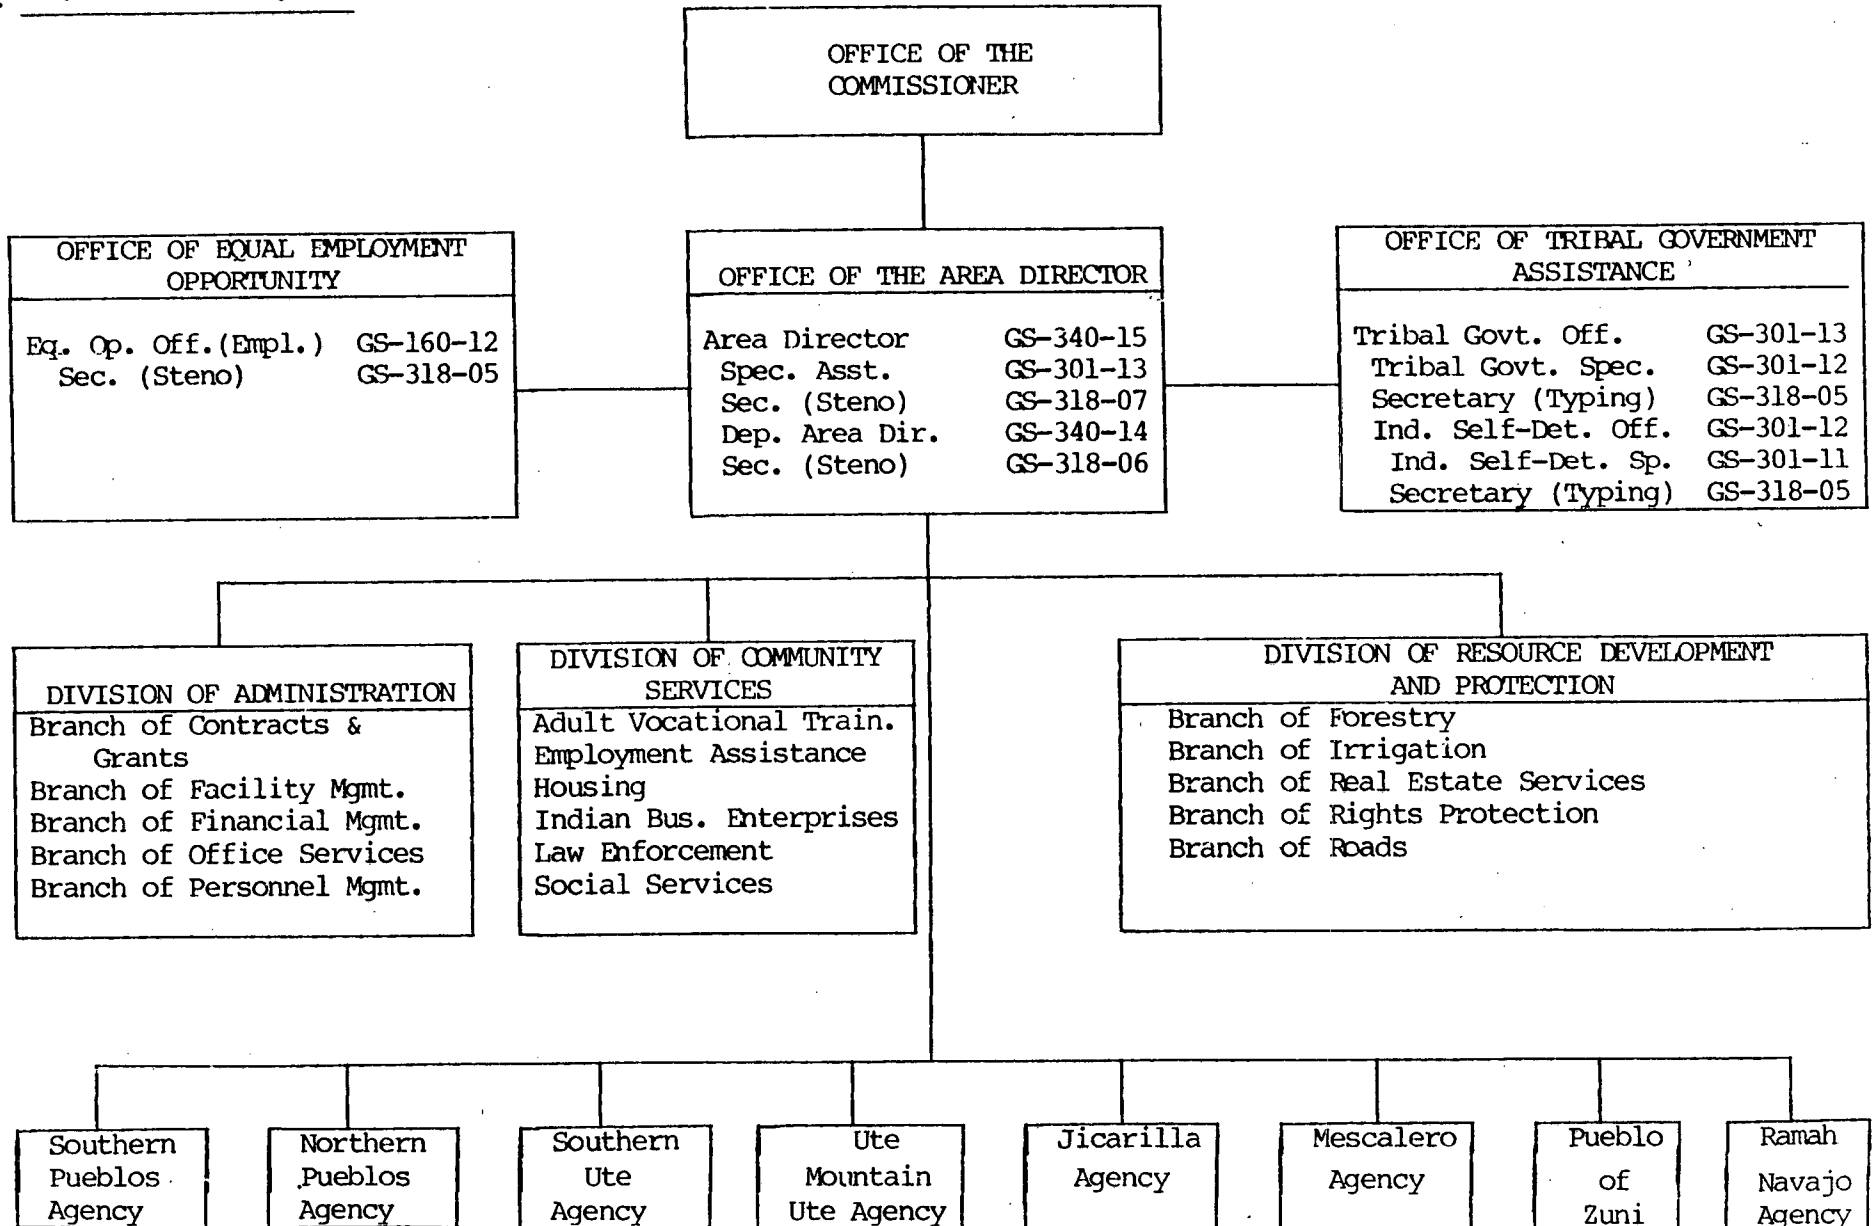 OFFICE OF THE
COMMISSIONER
OFFICE OF EQUAL EMPLOYMENT
OPPORTUNITY
Eq. Op. Off.(Empl.) GS-160-12
Sec. (Steno) GS-318-05
OFFICE OF THE AREA DIRECTOR
Area Director GS-340-15
Spec. Asst. GS-301-13
Sec. (Steno) GS-318-07
Dep. Area Dir. GS-340-14
Sec. (Steno) GS-318-06
OFFICE OF TRIBAL GOVERNMENT
ASSISTANCE
Tribal Govt. Off. GS-301-13
Tribal Govt. Spec. GS-301-12
Secretary (Typing) GS-318-05
Ind. Self-Det. Off. GS-301-12
Ind. Self-Det. Sp. GS-301-11
Secretary (Typing) GS-318-05
DIVISION OF ADMINISTRATION
Branch of Contracts &
Grants
Branch of Facility Mgmt.
Branch of Financial Mgmt.
Branch of Office Services
Branch of Personnel Mgmt.
DIVISION OF COMMUNITY
SERVICES
Adult Vocational Train.
Employment Assistance
Housing
Indian Bus. Enterprises
Law Enforcement
Social Services
DIVISION OF RESOURCE DEVELOPMENT
AND PROTECTION
Branch of Forestry
Branch of Irrigation
Branch of Real Estate Services
Branch of Rights Protection
Branch of Roads
Southern
Pueblos
Agency
Northern
Pueblos
Agency
Southern
Ute
Agency
Ute
Mountain
Ute Agency
Jicarilla
Agency
Mescalero
Agency
Pueblo
of
Zuni
Ramah
Navajo
Agency